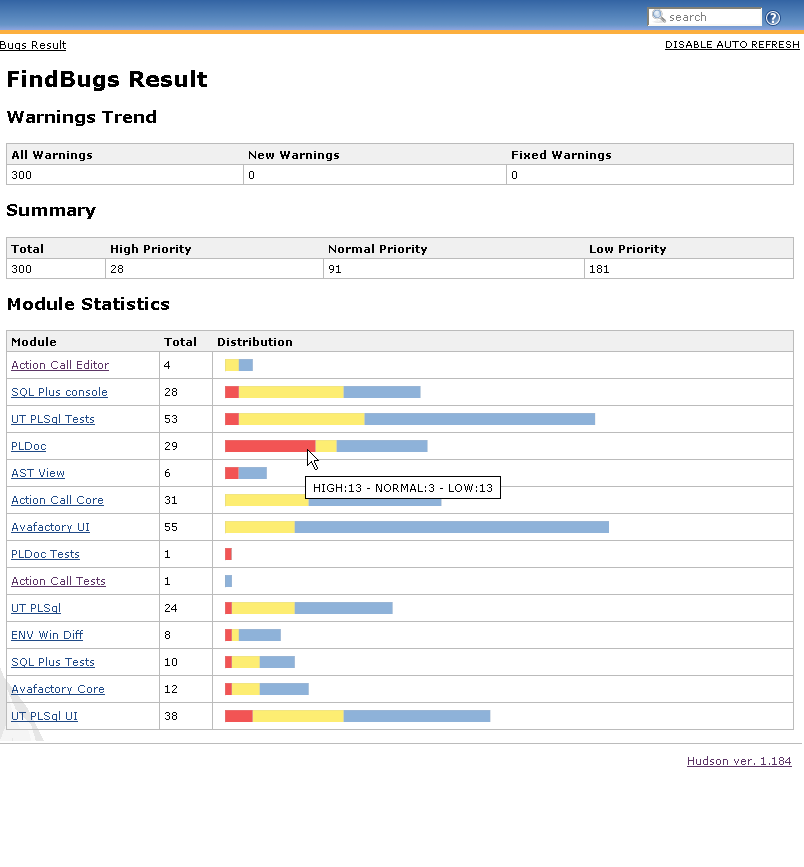 search
Bugs Result DISABLE AUTO REFRESH
FindBugs Result
Warnings Trend
All Warnings New Warnings Fixed Warnings
300 0 0
Summary
Total High Priority Normal Priority Low Priority
300 28 91 181
Module Statistics
Module Total Distribution
Action Call Editor 4
SQL Plus console 28
UT PLSql Tests 53
PLDoc 29
AST View 6
HIGH:13 - NORMAL:3 - LOW:13
Action Call Core 31
Avafactory UI 55
PLDoc Tests 1
Action Call Tests 1
UT PLSql 24
ENV Win Diff 8
SQL Plus Tests 10
Avafactory Core 12
UT PLSql UI 38
Hudson ver. 1.184